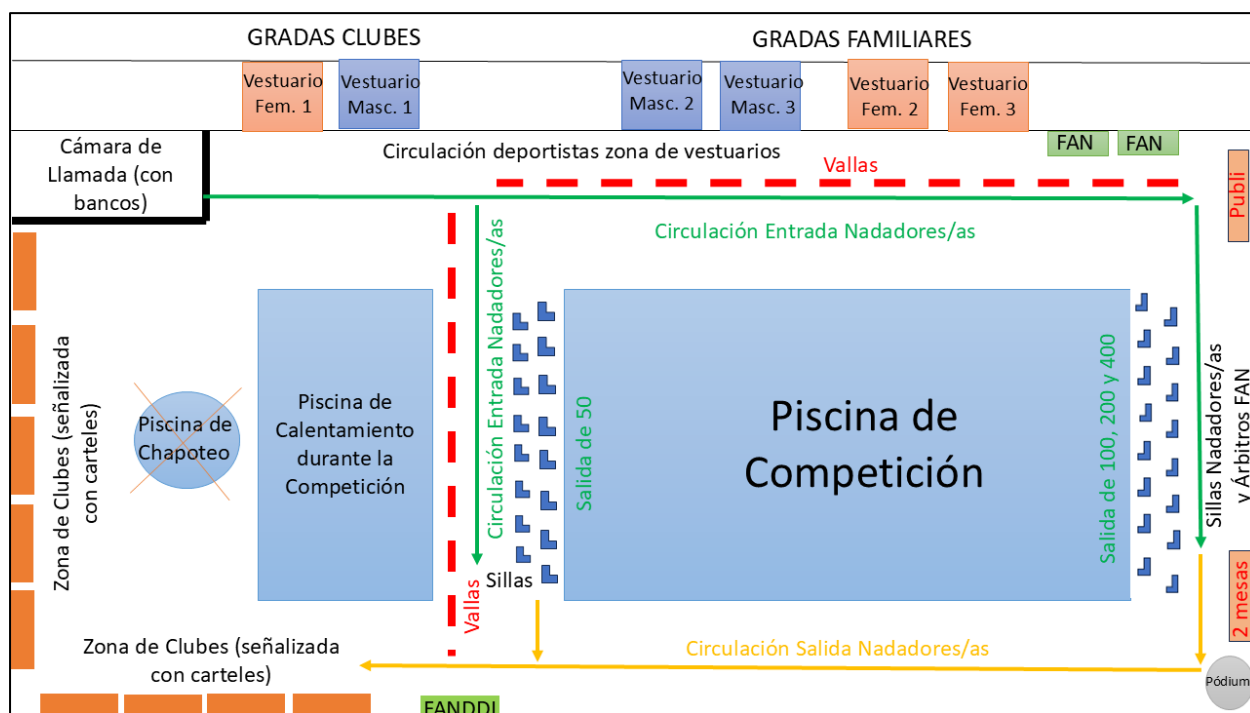 GRADAS CLUBES
GRADAS FAMILIARES
Vestuario
Fem. 1
Vestuario
Masc. 1
Vestuario
Masc. 2
Vestuario
Masc. 3
Vestuario
Fem. 2
Vestuario
Fem. 3
Cámara de
Llamada (con
bancos)
Circulación deportistas zona de vestuarios
Vallas
FAN
FAN
Publi
Circulación Entrada Nadadores/as
Circulación Entrada Nadadores/as
Zona de Clubes (señalizada
con carteles)
Piscina de
Chapoteo
Piscina de
Calentamiento
durante la
Competición
Salida de 50
Piscina de
Competición
Salida de 100, 200 y 400
Sillas Nadadores/as
y Árbitros FAN
Sillas
Vallas
2 mesas
Zona de Clubes (señalizada
con carteles)
Circulación Salida Nadadores/as
Pódium
FANDDI